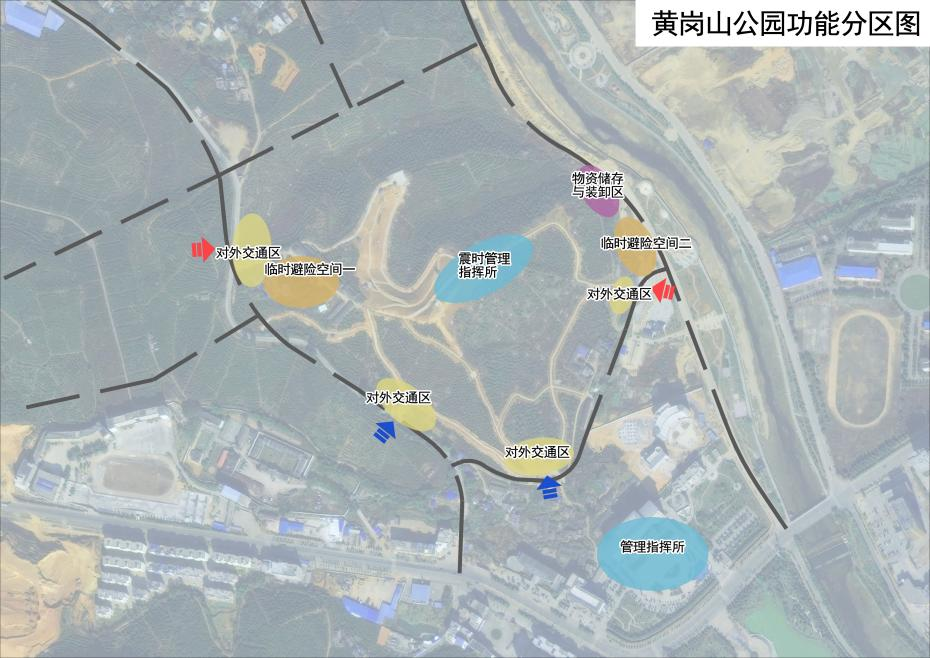 黄岗山公园功能分区图
物资储存
与装卸区
临时避险空间二
对外交通区
临时避险空间一
震时管理
指挥所
对外交通区
对外交通区
对外交通区
管理指挥所